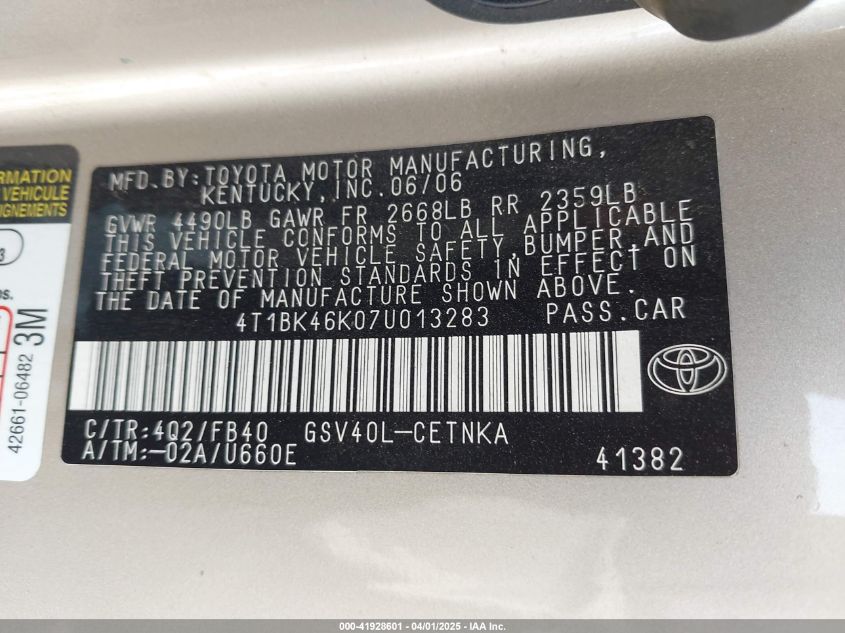 MFD. BY: TOYOTA MOTOR MANUFACTURING,
KENTUCKY, INC. 06/06
GVWR 4490LB GAWR FR 2668LB RR 2359LB
THIS VEHICLE CONFORMS TO ALL APPLICABLE
FEDERAL MOTOR VEHICLE SAFETY, BUMPER, AND
THEFT PREVENTION STANDARDS IN EFFECT ON
THE DATE OF MANUFACTURE SHOWN ABOVE.
4T1BK46K07U013283 PASS.CAR
C/TR:4Q2/FB40 GSV40L-CETNKA
A/TM:-02A/U660E 41382
VEHICLE
42661-06482 3M
000-41928601 | 04/01/2025 | IAA Inc.